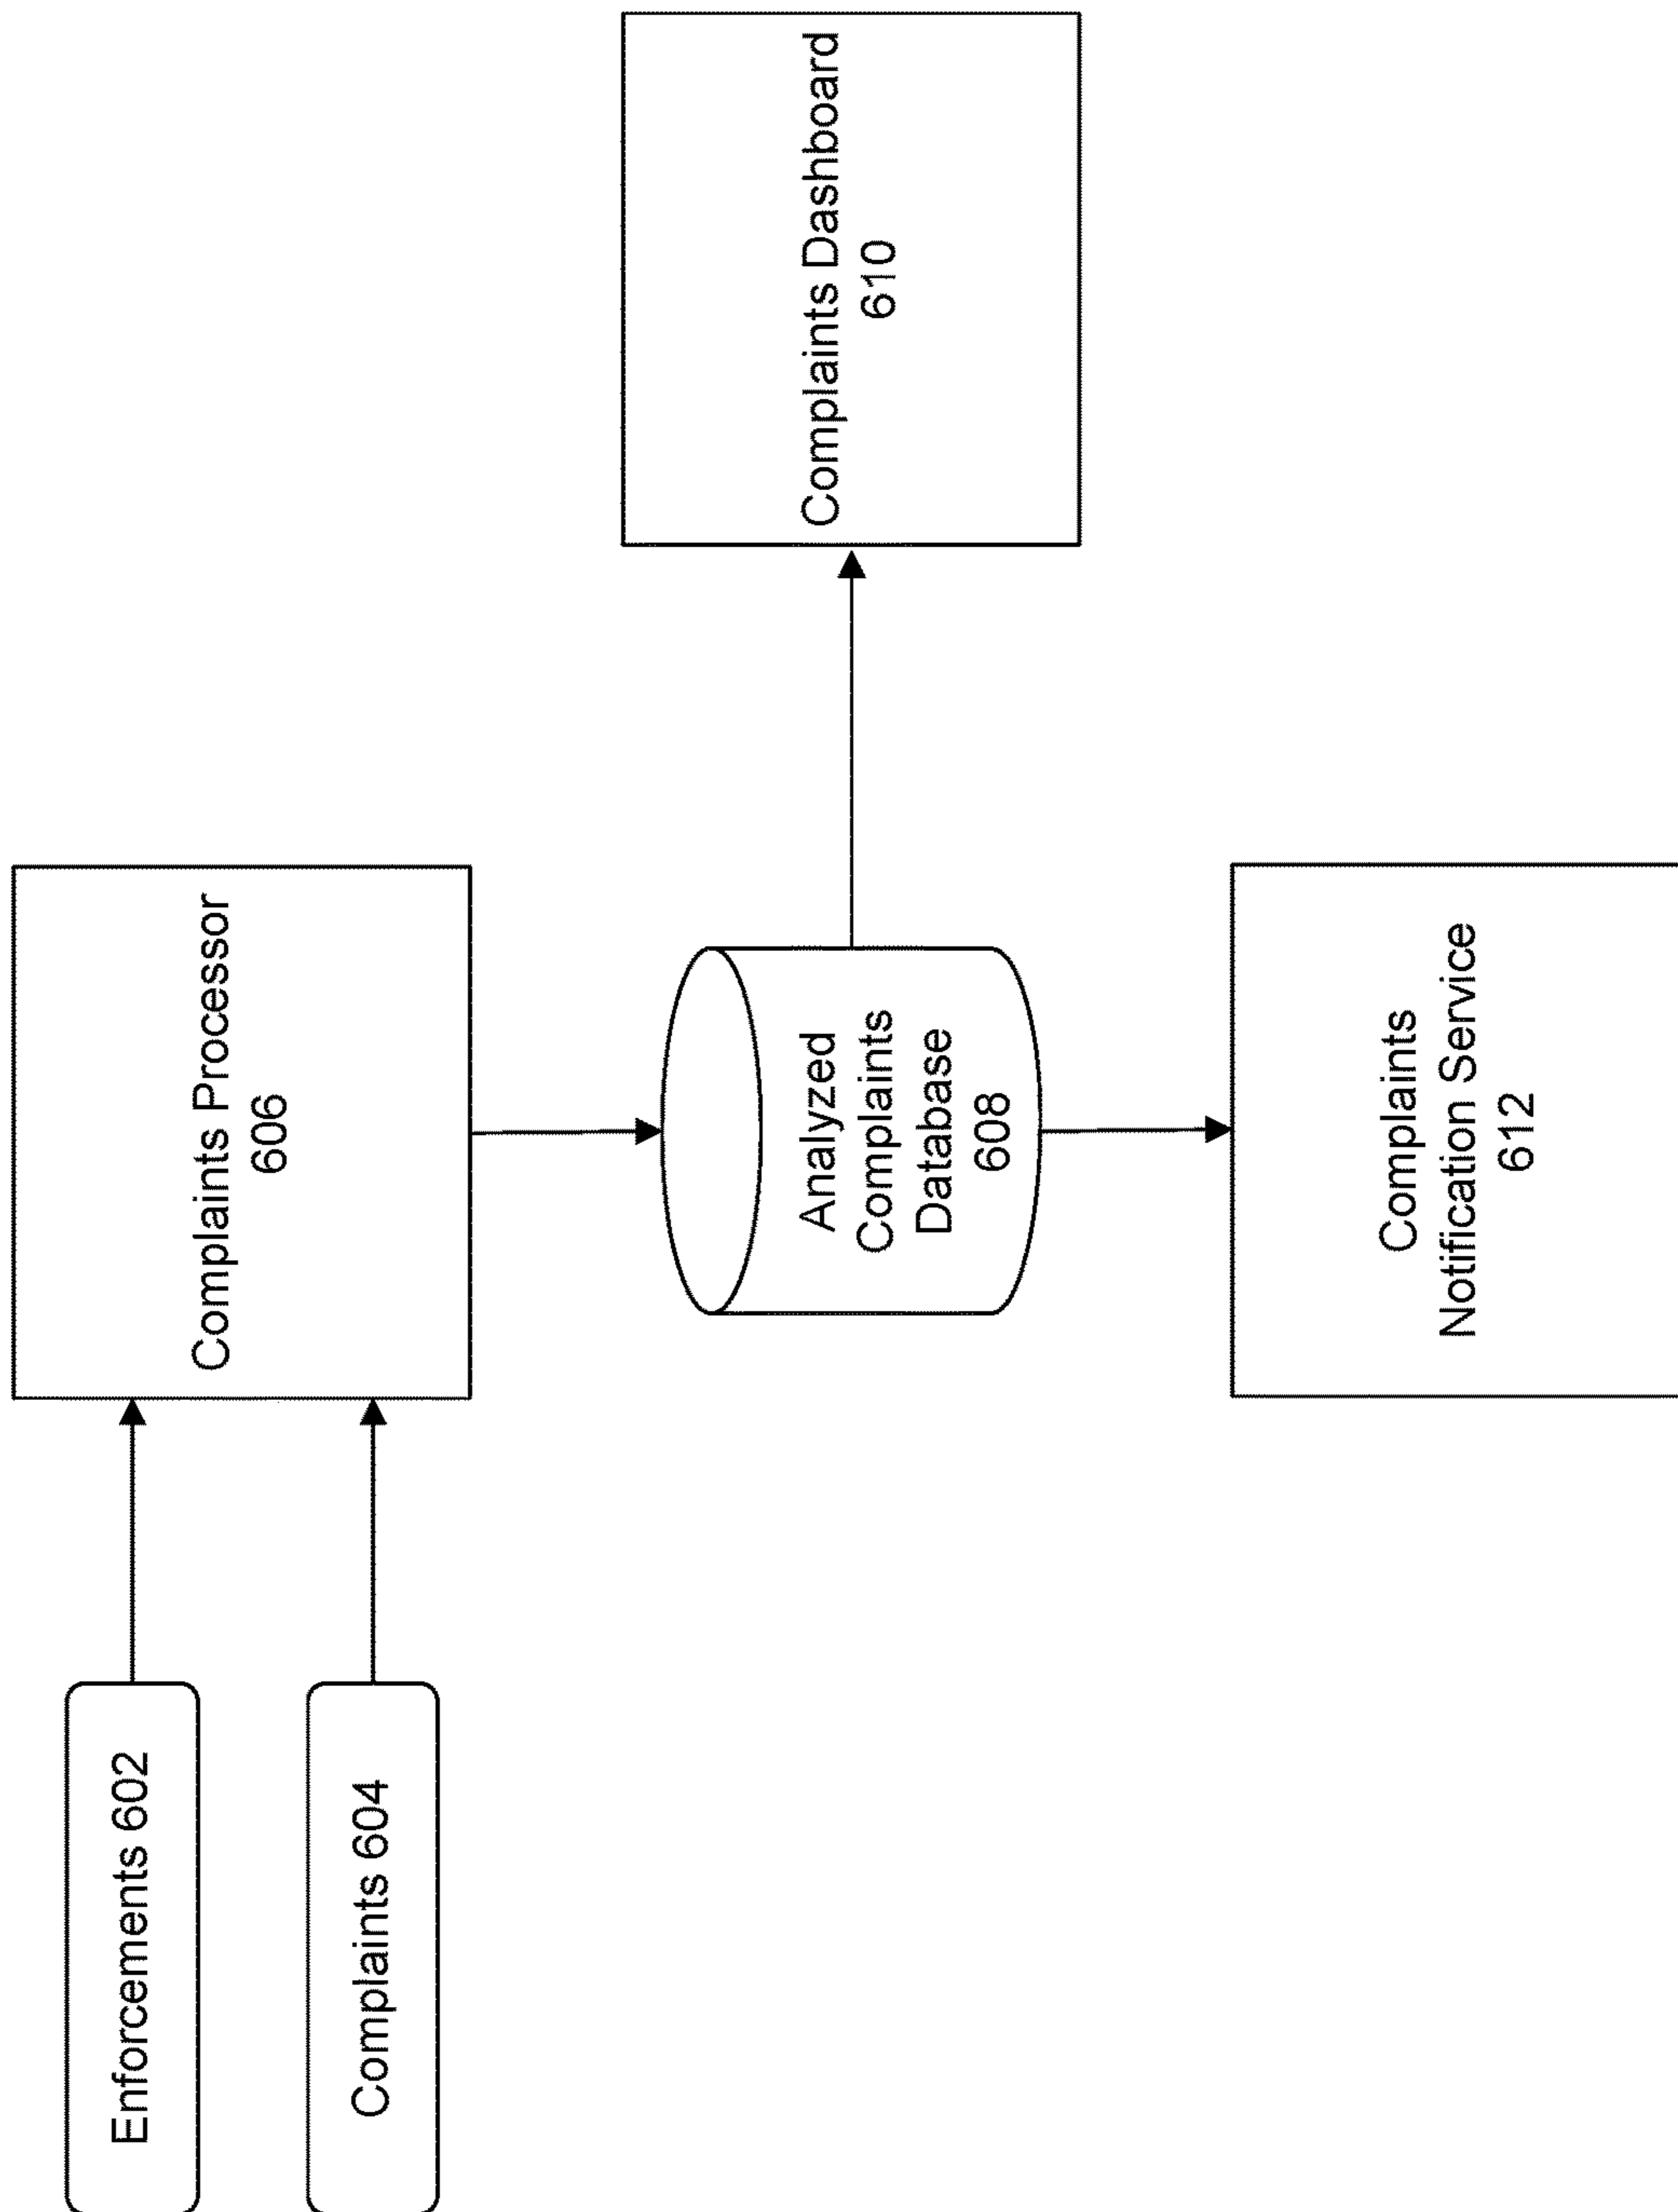 Enforcements 602
Complaints 604
Complaints Processor
606
Analyzed
Complaints
Database
608
Complaints Dashboard
610
Complaints
Notification Service
612